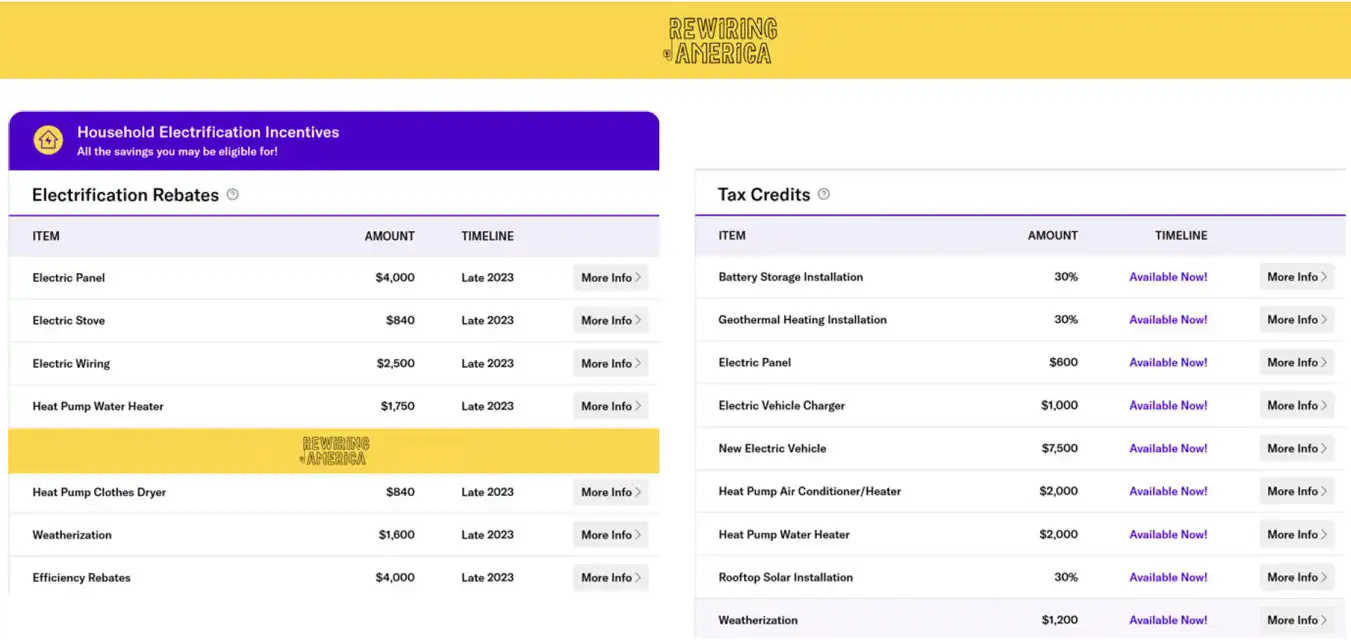 REWIRING
AMERICA
Household Electrification Incentives
All the savings you may be eligible for!
Electrification Rebates ?
ITEM AMOUNT TIMELINE
Electric Panel $4,000 Late 2023 More Info >
Electric Stove $840 Late 2023 More Info >
Electric Wiring $2,500 Late 2023 More Info >
Heat Pump Water Heater $1,750 Late 2023 More Info >
REWIRING
AMERICA
Heat Pump Clothes Dryer $840 Late 2023 More Info >
Weatherization $1,600 Late 2023 More Info >
Efficiency Rebates $4,000 Late 2023 More Info >
Tax Credits ?
ITEM AMOUNT TIMELINE
Battery Storage Installation 30% Available Now! More Info >
Geothermal Heating Installation 30% Available Now! More Info >
Electric Panel $600 Available Now! More Info >
Electric Vehicle Charger $1,000 Available Now! More Info >
New Electric Vehicle $7,500 Available Now! More Info >
Heat Pump Air Conditioner/Heater $2,000 Available Now! More Info >
Heat Pump Water Heater $2,000 Available Now! More Info >
Rooftop Solar Installation 30% Available Now! More Info >
Weatherization $1,200 Available Now! More Info >